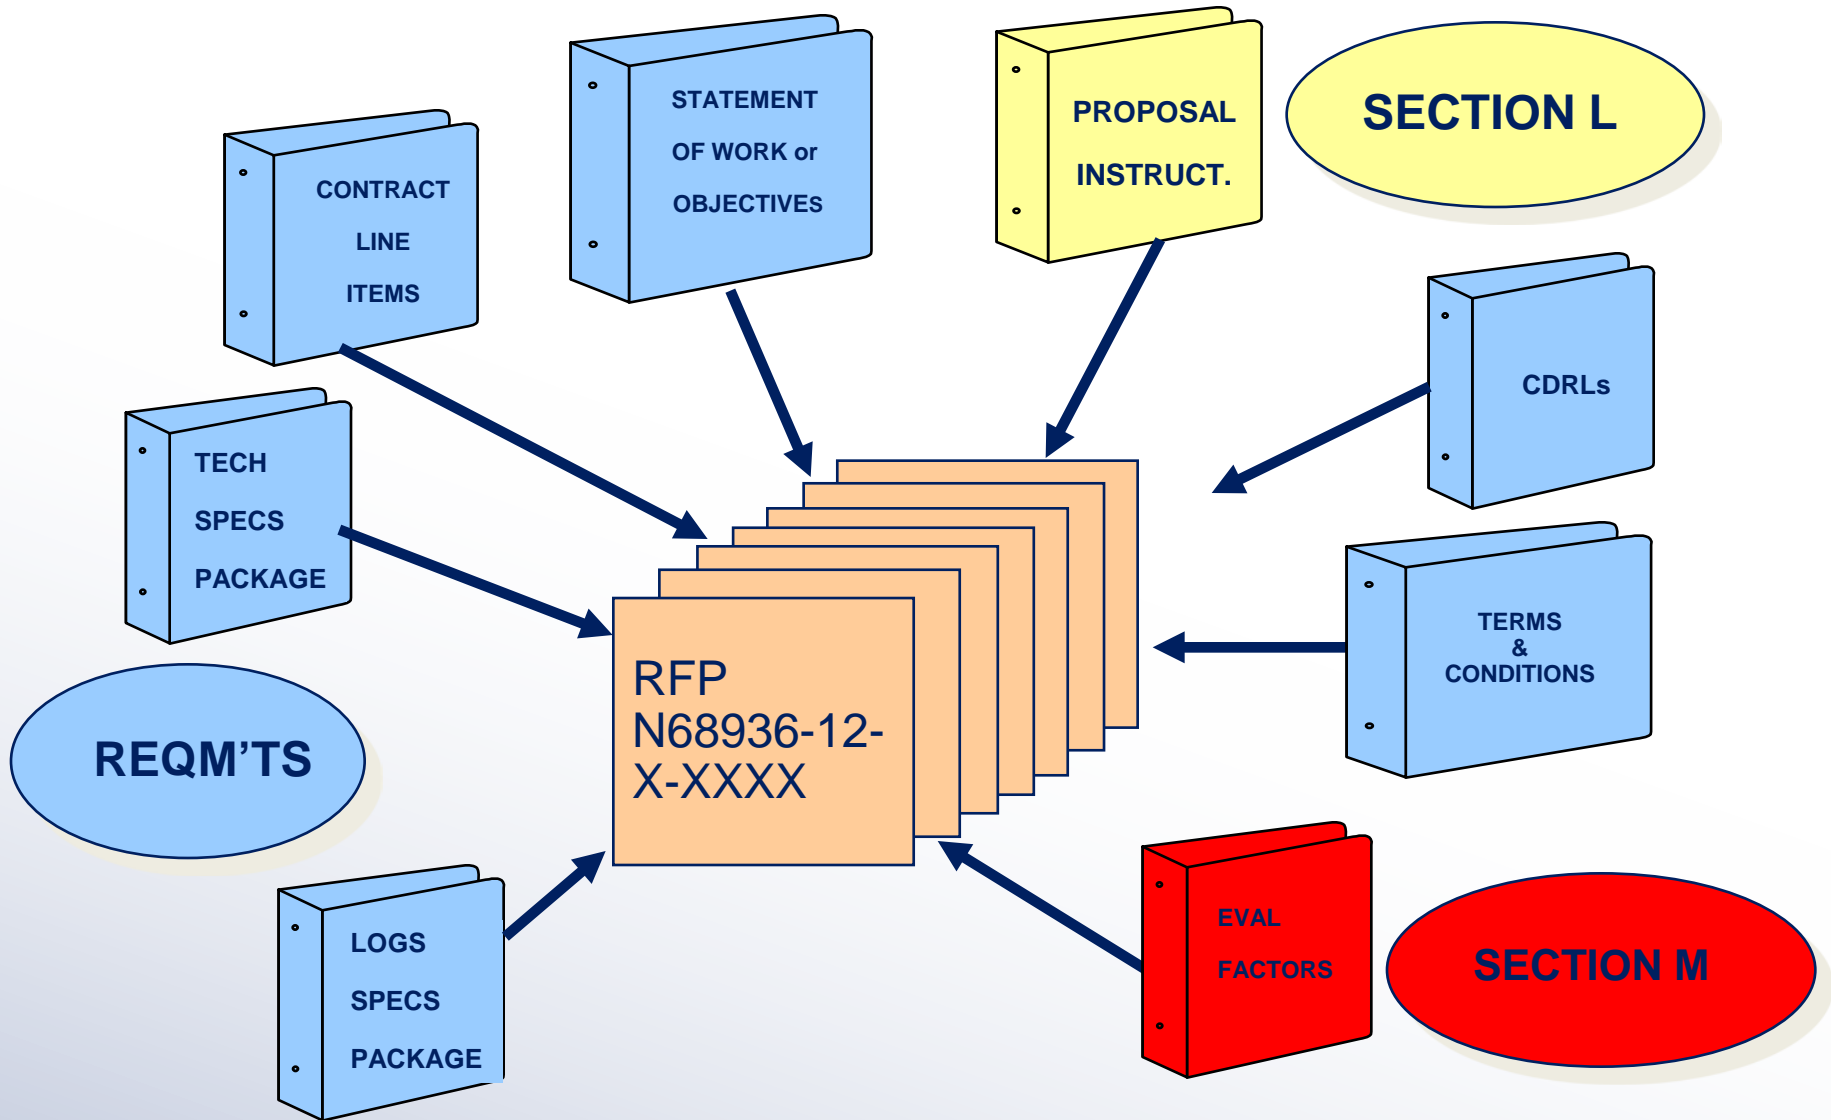 STATEMENT
OF WORK or
OBJECTIVES
PROPOSAL
INSTRUCT.
SECTION L
CONTRACT
LINE
ITEMS
CDRLs
TECH
SPECS
PACKAGE
TERMS
&
CONDITIONS
RFP
N68936-12-
X-XXXX
REQM’TS
EVAL
FACTORS
SECTION M
LOGS
SPECS
PACKAGE